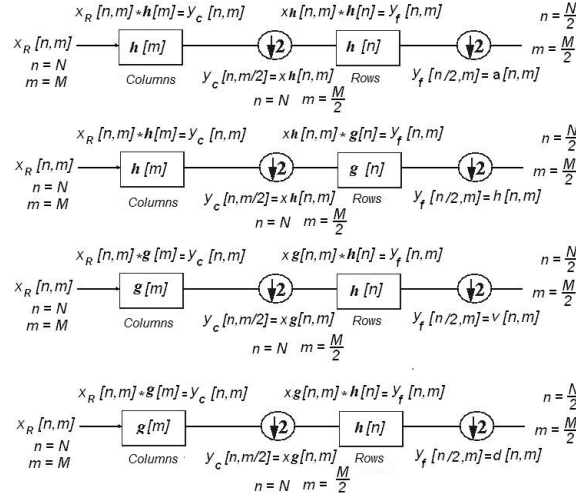 x_R [n,m]*h[m]=y_c [n,m] xh[n,m]*h[n]=y_f [n,m] n=N/2
x_R [n,m] h[m] ↓2 h[n] ↓2 m=M/2
n=N Columns y_c [n,m/2]=xh[n,m] Rows y_f [n/2,m]=a[n,m]
m=M n=N m=M/2
x_R [n,m]*h[m]=y_c [n,m] xh[n,m]*g[n]=y_f [n,m] n=N/2
x_R [n,m] h[m] ↓2 g[n] ↓2 m=M/2
n=N Columns y_c [n,m/2]=xh[n,m] Rows y_f [n/2,m]=h[n,m]
m=M n=N m=M/2
x_R [n,m]*g[m]=y_c [n,m] xg[n,m]*h[n]=y_f [n,m] n=N/2
x_R [n,m] g[m] ↓2 h[n] ↓2 m=M/2
n=N Columns y_c [n,m/2]=xg[n,m] Rows y_f [n/2,m]=v[n,m]
m=M n=N m=M/2
x_R [n,m]*g[m]=y_c [n,m] xg[n,m]*h[n]=y_f [n,m] n=N/2
x_R [n,m] g[m] ↓2 h[n] ↓2 m=M/2
n=N Columns y_c [n,m/2]=xg[n,m] Rows y_f [n/2,m]=d[n,m]
m=M n=N m=M/2